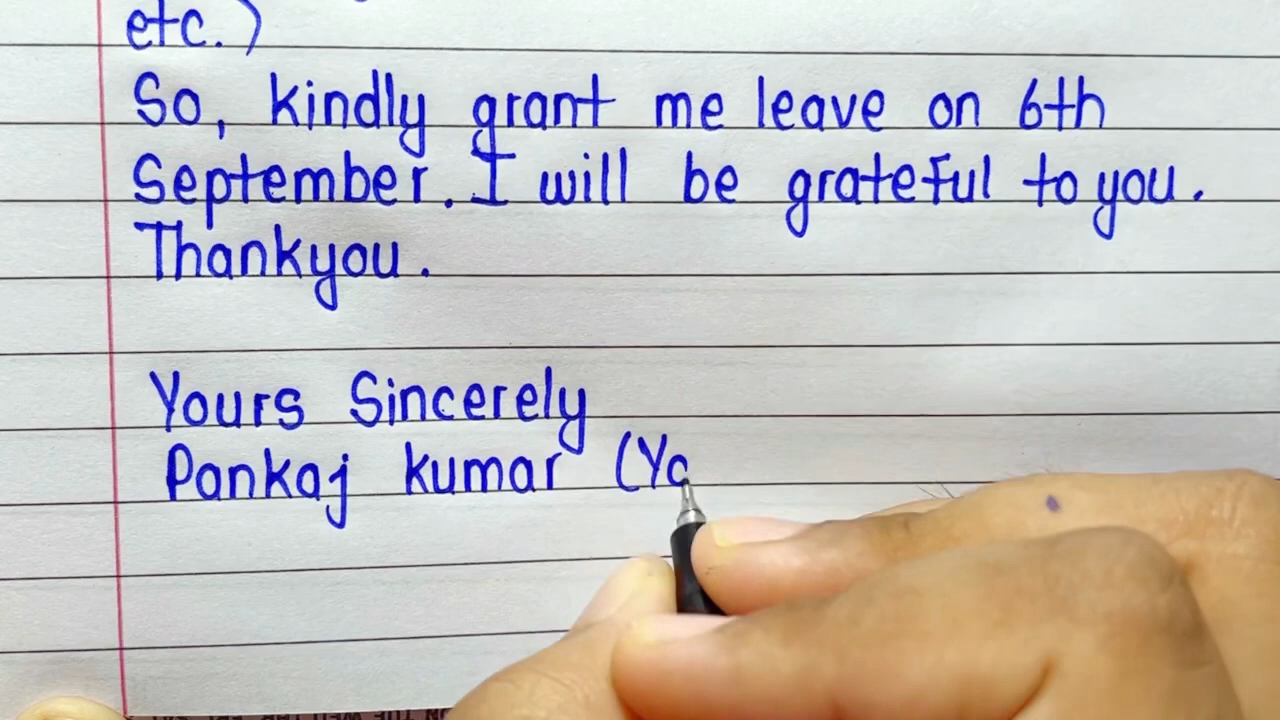 etc.)
So, kindly grant me leave on 6th
September. I will be grateful to you.
Thankyou.
Yours Sincerely
Pankaj kumar (Yo